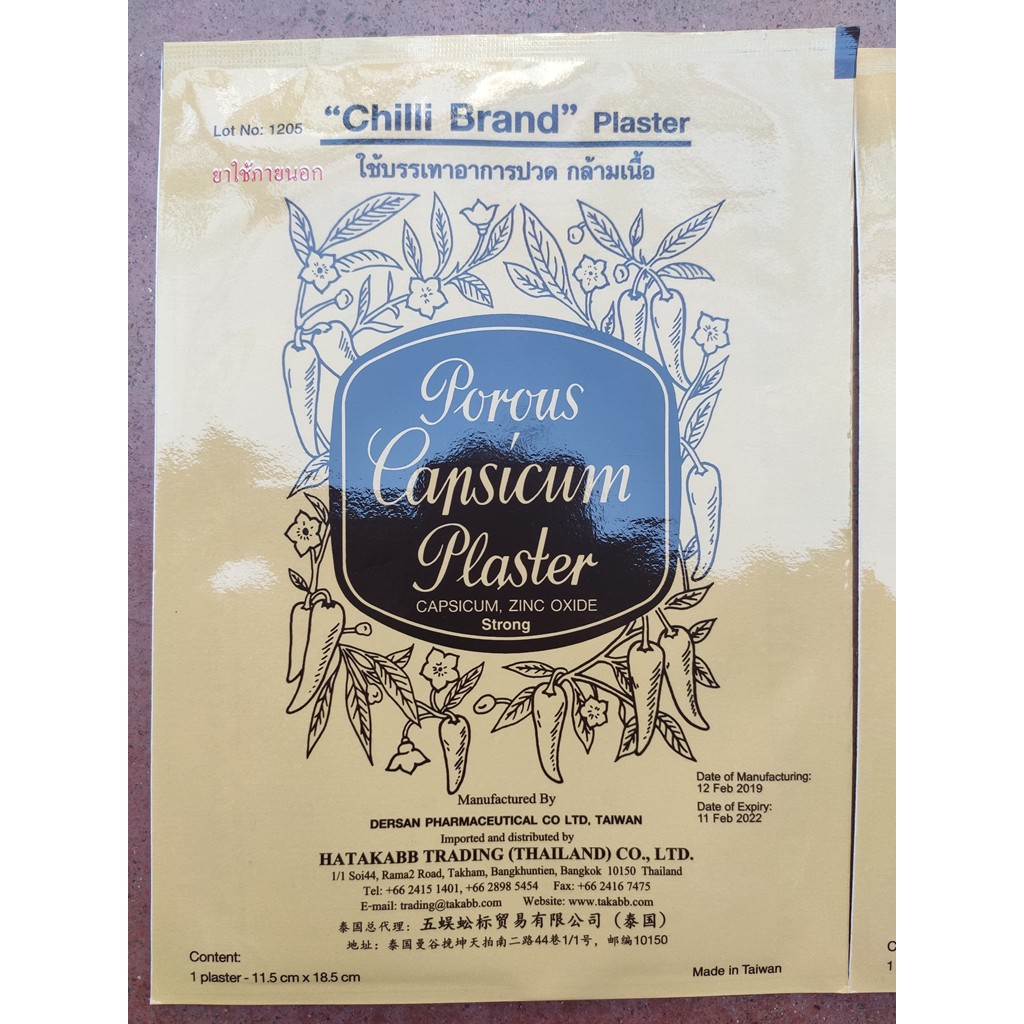 Lot No: 1205
"Chilli Brand" Plaster
ยาใช้ภายนอก
ใช้บรรเทาอาการปวด กล้ามเนื้อ
Porous
Capsicum
Plaster
CAPSICUM, ZINC OXIDE
Strong
Date of Manufacturing:
12 Feb 2019
Date of Expiry:
11 Feb 2022
Manufactured By
DERSAN PHARMACEUTICAL CO LTD, TAIWAN
Imported and distributed by
HATAKABB TRADING (THAILAND) CO., LTD.
1/1 Soi44, Rama2 Road, Takham, Bangkhuntien, Bangkok 10150 Thailand
Tel: +66 2415 1401, +66 2898 5454 Fax: +66 2416 7475
E-mail: trading@takabb.com Website: www.takabb.com
泰国总代理: 五蜈蚣标贸易有限公司 (泰国)
地址: 泰国曼谷挽坤天拍南二路44巷1/1号, 邮编10150
Content:
1 plaster - 11.5 cm x 18.5 cm
Made in Taiwan
C
1